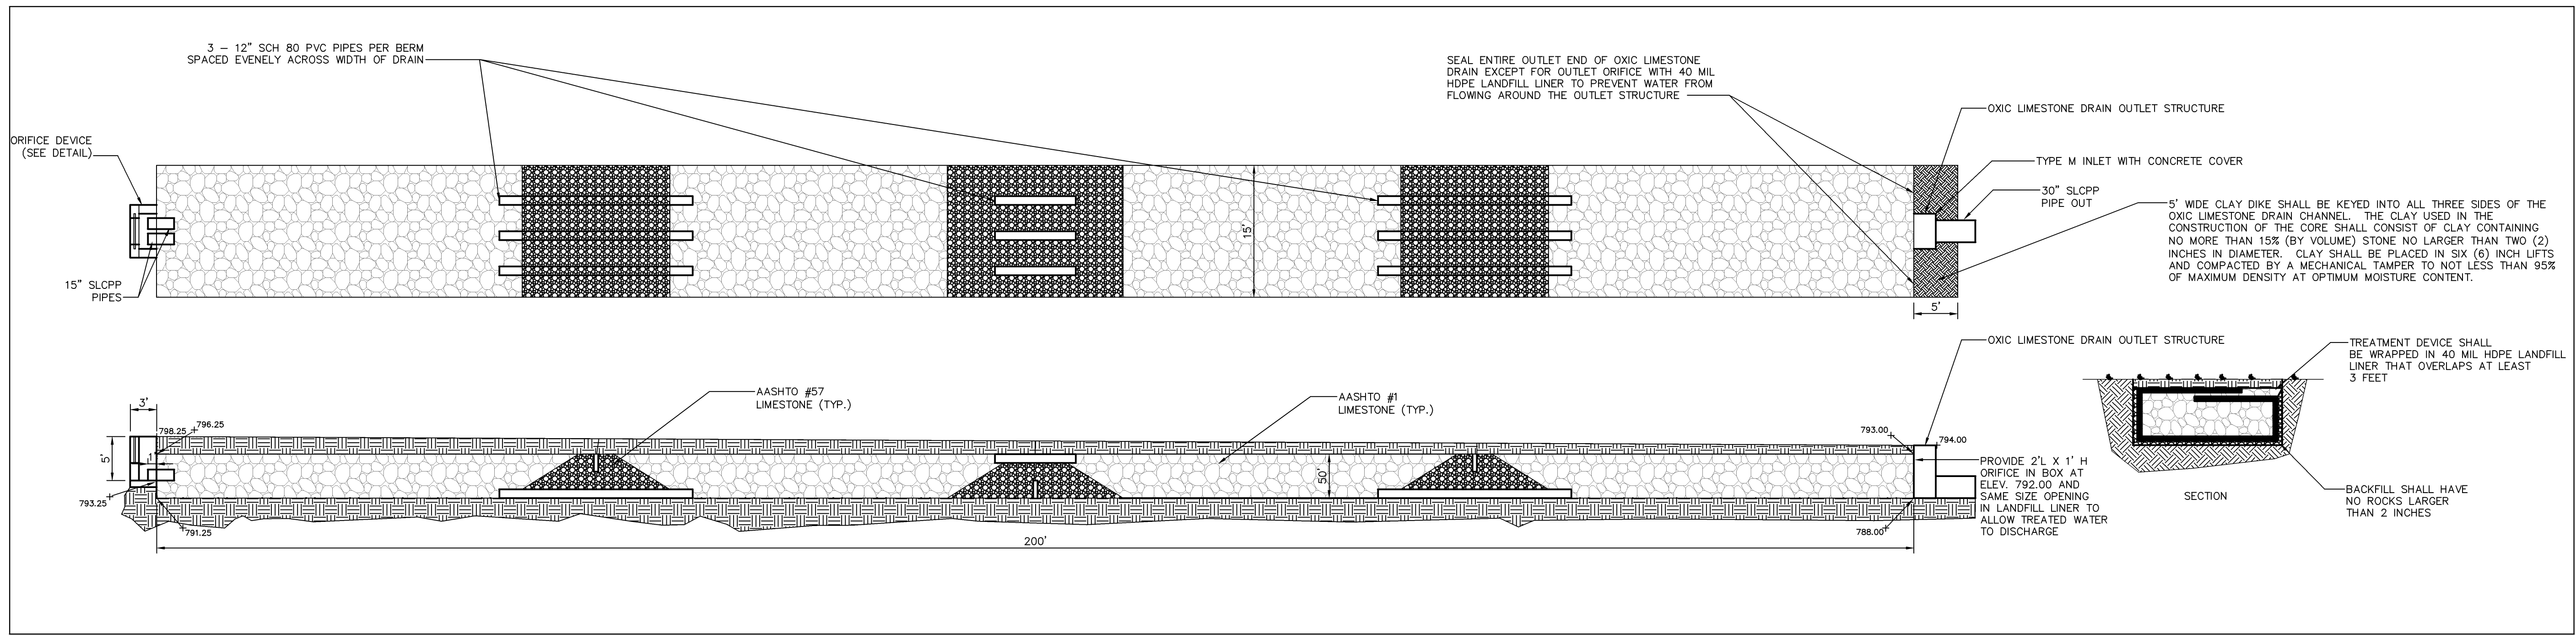 3 – 12" SCH 80 PVC PIPES PER BERM
SPACED EVENELY ACROSS WIDTH OF DRAIN
SEAL ENTIRE OUTLET END OF OXIC LIMESTONE
DRAIN EXCEPT FOR OUTLET ORIFICE WITH 40 MIL
HDPE LANDFILL LINER TO PREVENT WATER FROM
FLOWING AROUND THE OUTLET STRUCTURE
OXIC LIMESTONE DRAIN OUTLET STRUCTURE
ORIFICE DEVICE
(SEE DETAIL)
TYPE M INLET WITH CONCRETE COVER
30" SLCPP
PIPE OUT
5' WIDE CLAY DIKE SHALL BE KEYED INTO ALL THREE SIDES OF THE
OXIC LIMESTONE DRAIN CHANNEL. THE CLAY USED IN THE
CONSTRUCTION OF THE CORE SHALL CONSIST OF CLAY CONTAINING
NO MORE THAN 15% (BY VOLUME) STONE NO LARGER THAN TWO (2)
INCHES IN DIAMETER. CLAY SHALL BE PLACED IN SIX (6) INCH LIFTS
AND COMPACTED BY A MECHANICAL TAMPER TO NOT LESS THAN 95%
OF MAXIMUM DENSITY AT OPTIMUM MOISTURE CONTENT.
15'
15" SLCPP
PIPES
5'
OXIC LIMESTONE DRAIN OUTLET STRUCTURE
TREATMENT DEVICE SHALL
BE WRAPPED IN 40 MIL HDPE LANDFILL
LINER THAT OVERLAPS AT LEAST
3 FEET
AASHTO #57
LIMESTONE (TYP.)
AASHTO #1
LIMESTONE (TYP.)
3'
798.25
796.25
793.00
794.00
5'
1'
50'
793.25
791.25
PROVIDE 2'L X 1' H
ORIFICE IN BOX AT
ELEV. 792.00 AND
SAME SIZE OPENING
IN LANDFILL LINER TO
ALLOW TREATED WATER
TO DISCHARGE
788.00
200'
SECTION
BACKFILL SHALL HAVE
NO ROCKS LARGER
THAN 2 INCHES